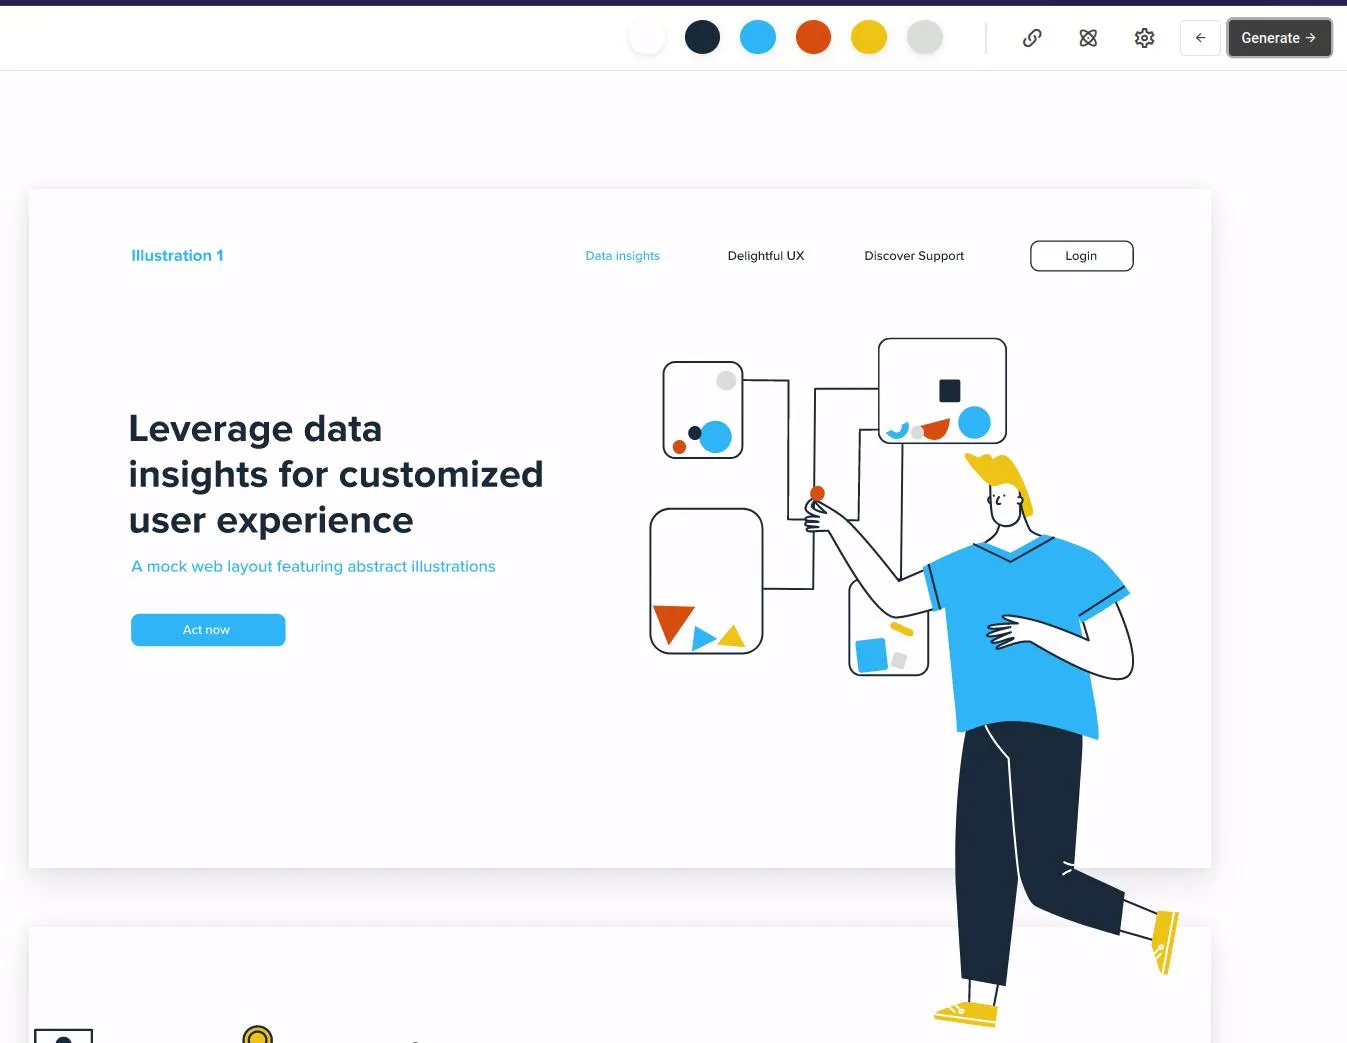 Generate
Illustration 1
Data insights
Delightful UX
Discover Support
Login
Leverage data
insights for customized
user experience
A mock web layout featuring abstract illustrations
Act now